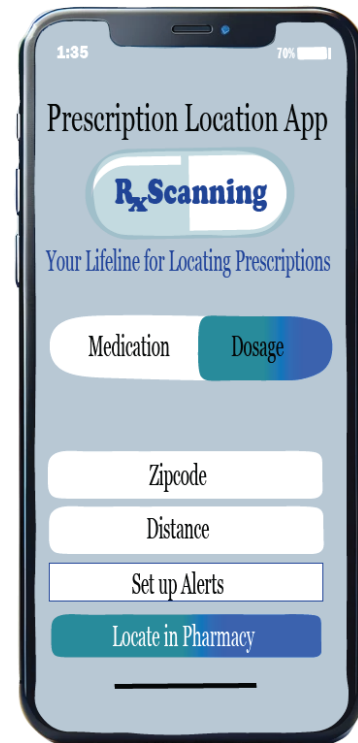 1:35 70%
Prescription Location App
RxScanning
Your Lifeline for Locating Prescriptions
Medication Dosage
Zipcode
Distance
Set up Alerts
Locate in Pharmacy